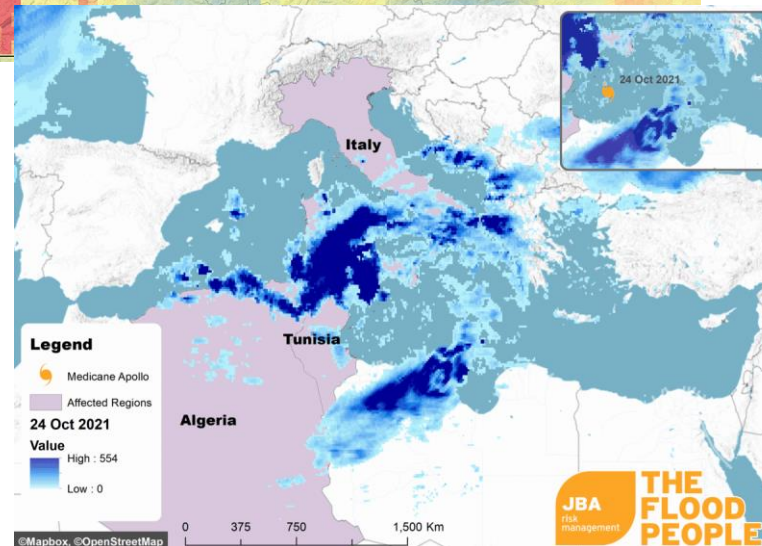 24 Oct 2021
Italy
Tunisia
Algeria
Legend
Medicane Apollo
Affected Regions
24 Oct 2021
Value
High : 554
Low : 0
0 375 750 1,500 Km
©Mapbox, ©OpenStreetMap
JBA
risk
management
THE
FLOOD
PEOPLE